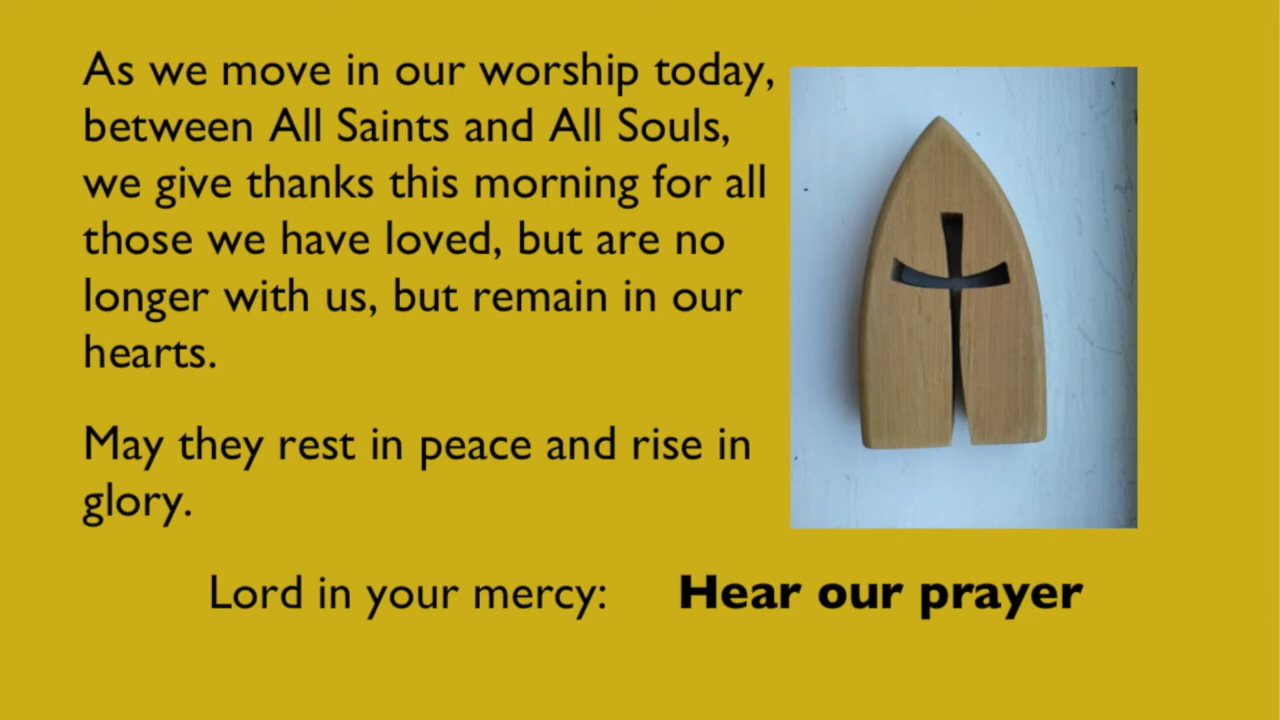 As we move in our worship today,
between All Saints and All Souls,
we give thanks this morning for all
those we have loved, but are no
longer with us, but remain in our
hearts.
May they rest in peace and rise in
glory.
Lord in your mercy: Hear our prayer